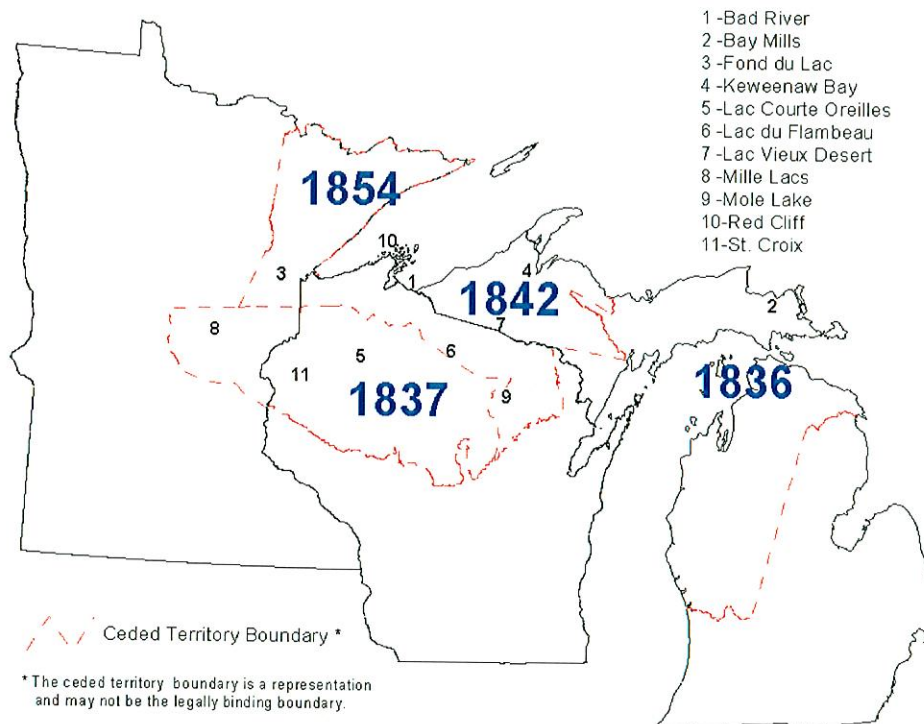 1 -Bad River
2 -Bay Mills
3 -Fond du Lac
4 -Keweenaw Bay
5 -Lac Courte Oreilles
6 -Lac du Flambeau
7 -Lac Vieux Desert
8 -Mille Lacs
9 -Mole Lake
10-Red Cliff
11-St. Croix
1854
10
3
1
4
1842
2
8
7
5
6
11
1837
9
1836
Ceded Territory Boundary *
* The ceded territory boundary is a representation
and may not be the legally binding boundary.